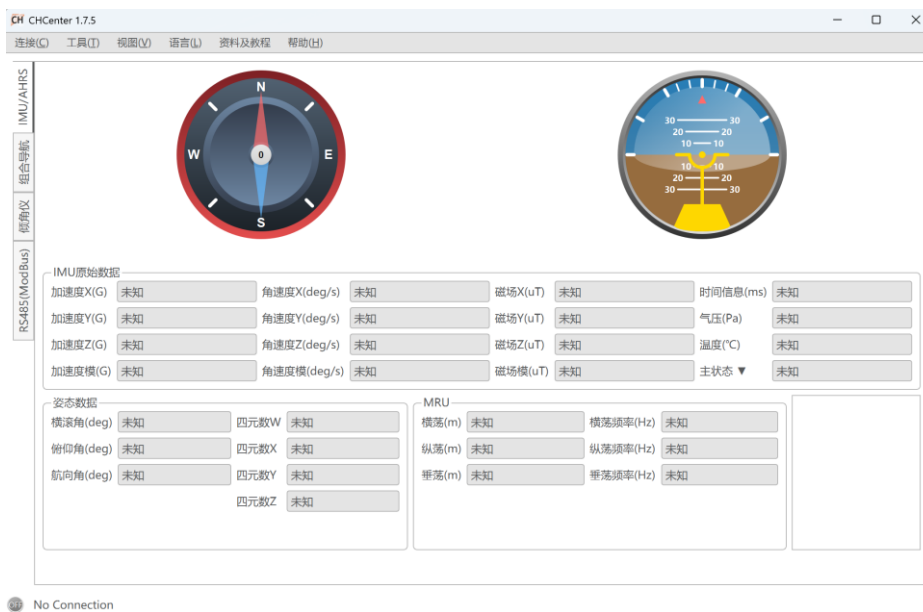 CH CHCenter 1.7.5
连接(C) 工具(T) 视图(V) 语言(L) 资料及教程 帮助(H)
IMU/AHRS
组合导航
倾角仪
RS485(ModBus)
N
W 0 E
S
30 30
20 20
10 10
10 10
20 20
30 30
IMU原始数据
加速度X(G) 未知 角速度X(deg/s) 未知 磁场X(uT) 未知 时间信息(ms) 未知
加速度Y(G) 未知 角速度Y(deg/s) 未知 磁场Y(uT) 未知 气压(Pa) 未知
加速度Z(G) 未知 角速度Z(deg/s) 未知 磁场Z(uT) 未知 温度(℃) 未知
加速度模(G) 未知 角速度模(deg/s) 未知 磁场模(uT) 未知 主状态 ▼ 未知
姿态数据 MRU
横滚角(deg) 未知 四元数W 未知 横荡(m) 未知 横荡频率(Hz) 未知
俯仰角(deg) 未知 四元数X 未知 纵荡(m) 未知 纵荡频率(Hz) 未知
航向角(deg) 未知 四元数Y 未知 垂荡(m) 未知 垂荡频率(Hz) 未知
四元数Z 未知
OFF No Connection